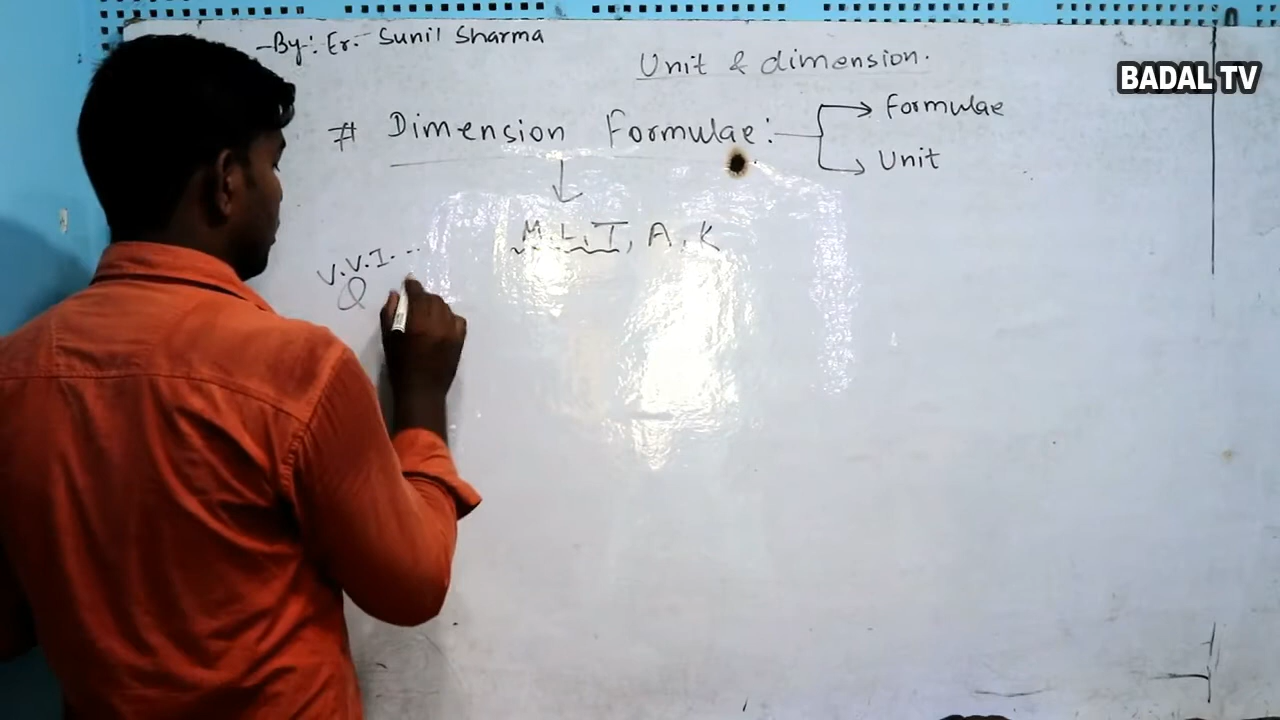 -By:- Er.- Sunil Sharma
Unit & dimension.
BADAL TV
# Dimension Formulae:- → Formulae
→ Unit
M, L, T, A, K
V.V.I. ...
Q